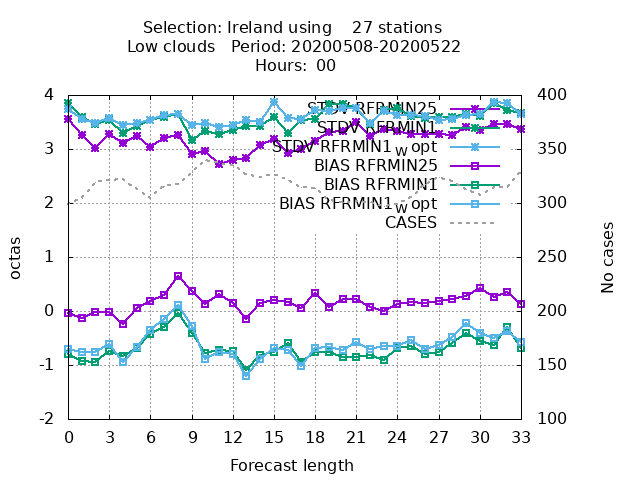 Selection: Ireland using 27 stations
Low clouds Period: 20200508-20200522
Hours: 00
4 400
STDV RFRMIN25
STDV RFRMIN1
3 STDV RFRMIN1_W opt 350
BIAS RFRMIN25
BIAS RFRMIN1
2 BIAS RFRMIN1_W opt 300
CASES
octas
No cases
1 250
0 200
-1 150
-2 100
0 3 6 9 12 15 18 21 24 27 30 33
Forecast length